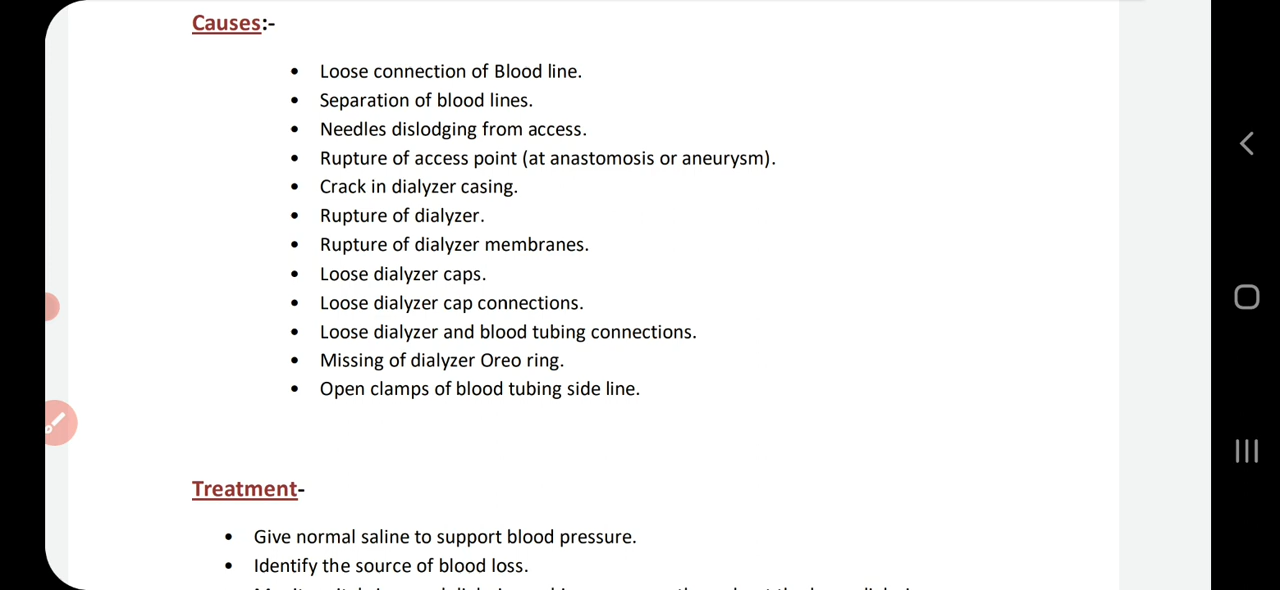 Causes:-
• Loose connection of Blood line.
• Separation of blood lines.
• Needles dislodging from access.
• Rupture of access point (at anastomosis or aneurysm).
• Crack in dialyzer casing.
• Rupture of dialyzer.
• Rupture of dialyzer membranes.
• Loose dialyzer caps.
• Loose dialyzer cap connections.
• Loose dialyzer and blood tubing connections.
• Missing of dialyzer Oreo ring.
• Open clamps of blood tubing side line.
Treatment-
• Give normal saline to support blood pressure.
• Identify the source of blood loss.